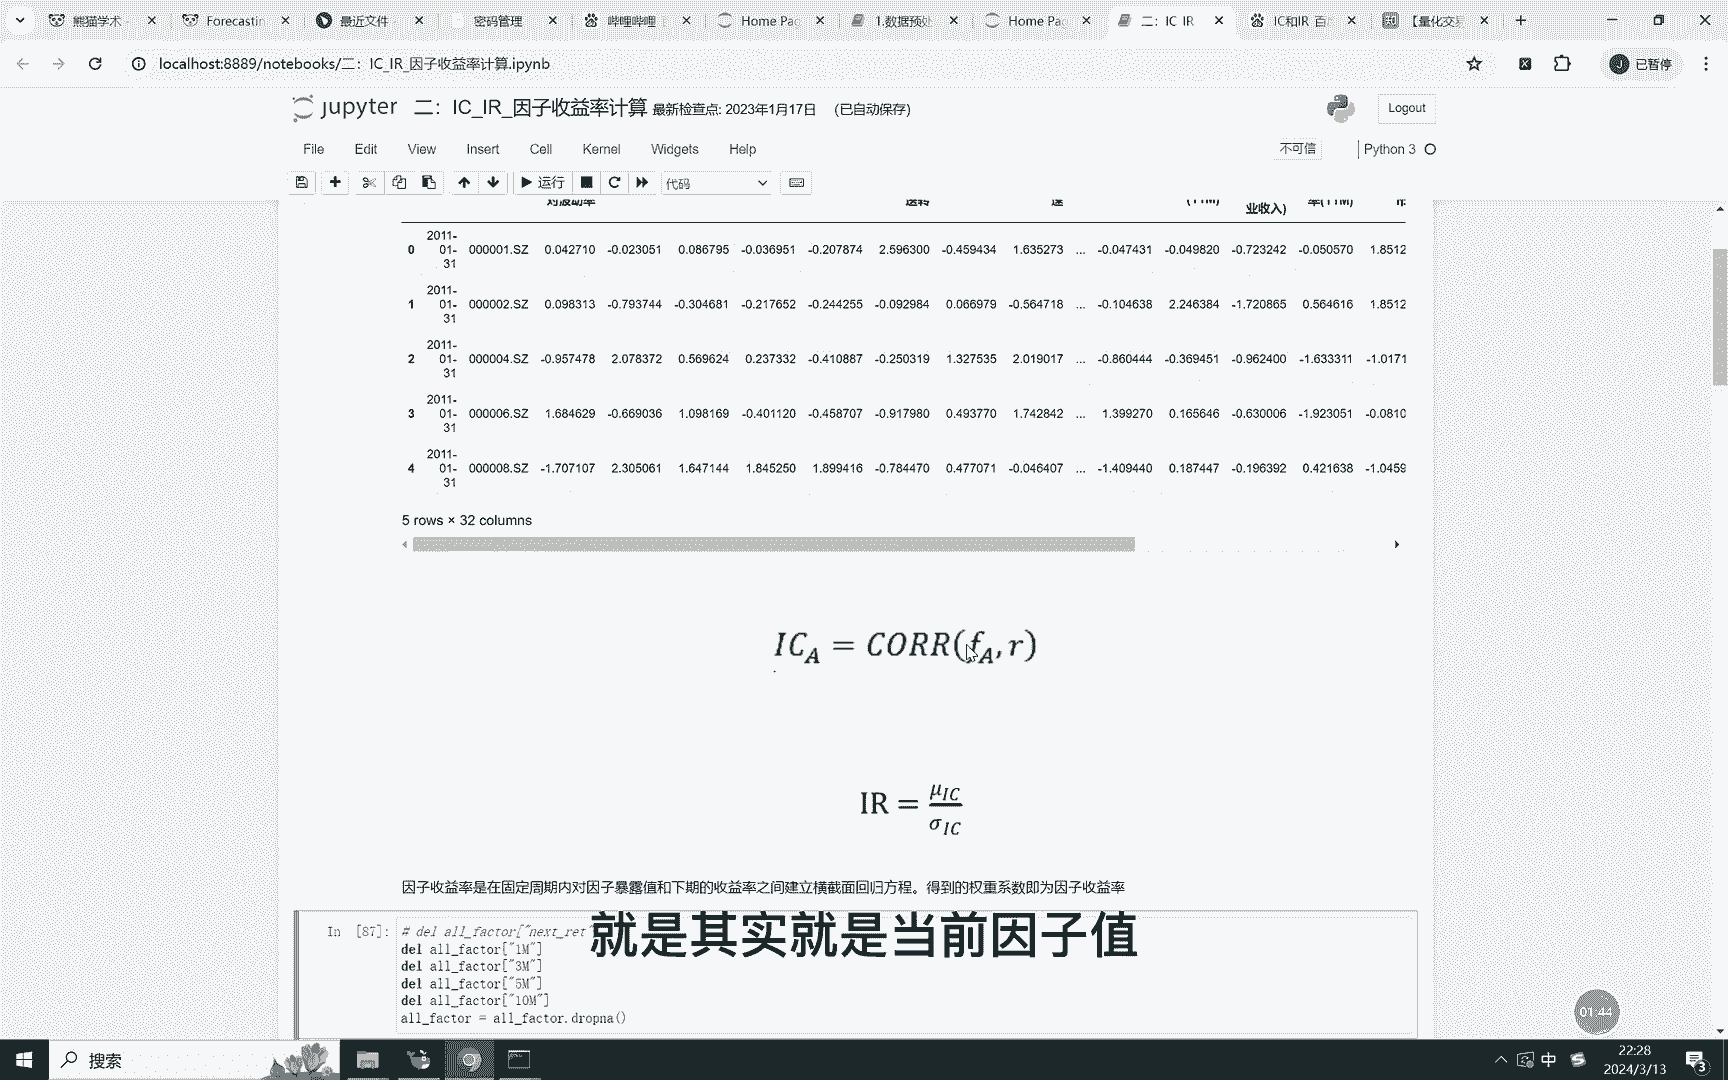 熊猫学术 -
Forecastin
最近文件 -
密码管理
哔哩哔哩
Home Pag
1.数据预处
Home Pag
二：IC_IR
IC和IR_百
【量化交易
localhost:8889/notebooks/二：IC_IR_因子收益率计算.ipynb
已暂停
jupyter 二：IC_IR_因子收益率计算 最新检查点: 2023年1月17日 (已自动保存)
Logout
File Edit View Insert Cell Kernel Widgets Help
不可信 Python 3
运行 代码
对波动率 速 (TTM) 业收入) 率(TTM)
0 2011-01-31 000001.SZ 0.042710 -0.023051 0.086795 -0.036951 -0.207874 2.596300 -0.459434 1.635273 ... -0.047431 -0.049820 -0.723242 -0.050570 1.8512
1 2011-01-31 000002.SZ 0.098313 -0.793744 -0.304681 -0.217652 -0.244255 -0.092984 0.066979 -0.564718 ... -0.104638 2.246384 -1.720865 0.564616 1.8512
2 2011-01-31 000004.SZ -0.957478 2.078372 0.569624 0.237332 -0.410887 -0.250319 1.327535 2.019017 ... -0.860444 -0.369451 -0.962400 -1.633311 -1.0171
3 2011-01-31 000006.SZ 1.684629 -0.669036 1.098169 -0.401120 -0.458707 -0.917980 0.493770 1.742842 ... 1.399270 0.165646 -0.630006 -1.923051 -0.0810
4 2011-01-31 000008.SZ -1.707107 2.305061 1.647144 1.845250 1.899416 -0.784470 0.477071 -0.046407 ... -1.409440 0.187447 -0.196392 0.421638 -1.0459
5 rows × 32 columns
IC_A = CORR(f_A, r)
IR = μ_IC / σ_IC
因子收益率是在固定周期内对因子暴露值和下期的收益率之间建立横截面回归方程。得到的权重系数即为因子收益率
In [87]: # del all_factor["next_ret"
del all_factor["1M"]
del all_factor["3M"]
del all_factor["5M"]
del all_factor["10M"]
all_factor = all_factor.dropna()
就是其实就是当前因子值
01:44
搜索
中
22:28
2024/3/13
3